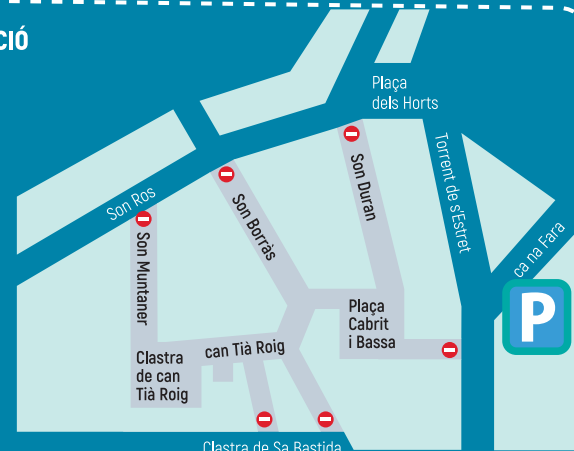 CIÓ
Plaça
dels Horts
Torrent de s'Estret
Son Duran
Son Ros
Son Borràs
ca na Fara
Son Muntaner
P
Plaça
Cabrit
i Bassa
can Tià Roig
Clastra
de can
Tià Roig
Clastra de Sa Bastida